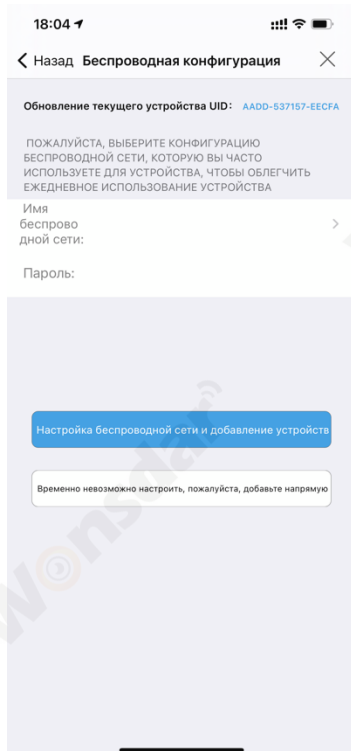 18:04
Назад Беспроводная конфигурация
Обновление текущего устройства UID: AADD-537157-EECFA
ПОЖАЛУЙСТА, ВЫБЕРИТЕ КОНФИГУРАЦИЮ
БЕСПРОВОДНОЙ СЕТИ, КОТОРУЮ ВЫ ЧАСТО
ИСПОЛЬЗУЕТЕ ДЛЯ УСТРОЙСТВА, ЧТОБЫ ОБЛЕГЧИТЬ
ЕЖЕДНЕВНОЕ ИСПОЛЬЗОВАНИЕ УСТРОЙСТВА
Имя
беспрово
дной сети:
Пароль:
Настройка беспроводной сети и добавление устройств
Временно невозможно настроить, пожалуйста, добавьте напрямую
wonsdar